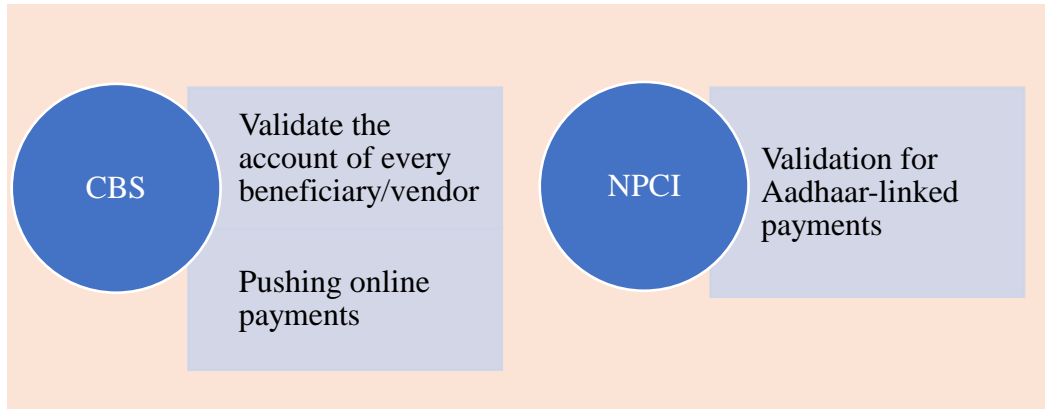 CBS
Validate the
account of every
beneficiary/vendor
Pushing online
payments
NPCI
Validation for
Aadhaar-linked
payments